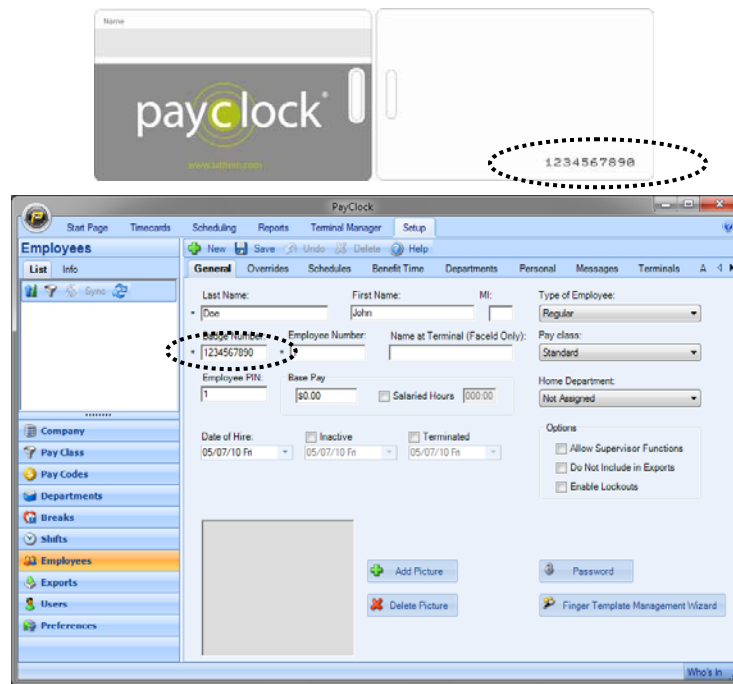 Name
payclock®
1234567890
PayClock
Start Page Timecards Scheduling Reports Terminal Manager Setup
Employees New Save Undo Delete Help
List Info General Overrides Schedules Benefit Time Departments Personal Messages Terminals A
Sync
Last Name: First Name: MI: Type of Employee:
* Doe John Regular
Badge Number: Employee Number: Name at Terminal (FaceId Only): Pay class:
* 1234567890 * Standard
Employee PIN: Base Pay Home Department:
1 $0.00 Salaried Hours 000:00 Not Assigned
Company
Options
Date of Hire: Inactive Terminated
Pay Class 05/07/10 Fri 05/07/10 Fri 05/07/10 Fri Allow Supervisor Functions
Pay Codes Do Not Include in Exports
Departments Enable Lockouts
Breaks
Shifts
Employees Add Picture Password
Exports
Users Delete Picture Finger Template Management Wizard
Preferences
Who's In